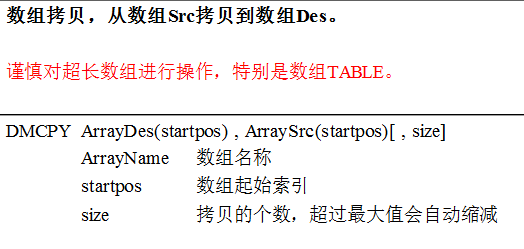 数组拷贝，从数组Src拷贝到数组Des。
谨慎对超长数组进行操作，特别是数组TABLE。
DMCPY ArrayDes(startpos) , ArraySrc(startpos)[ , size]
ArrayName 数组名称
startpos 数组起始索引
size 拷贝的个数，超过最大值会自动缩减